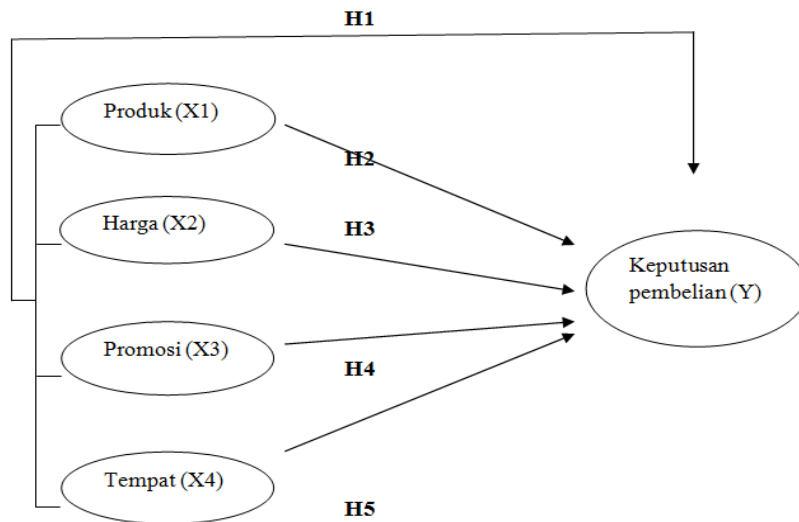 H1
Produk (X1)
H2
Harga (X2)
H3
Keputusan
pembelian (Y)
Promosi (X3)
H4
Tempat (X4)
H5